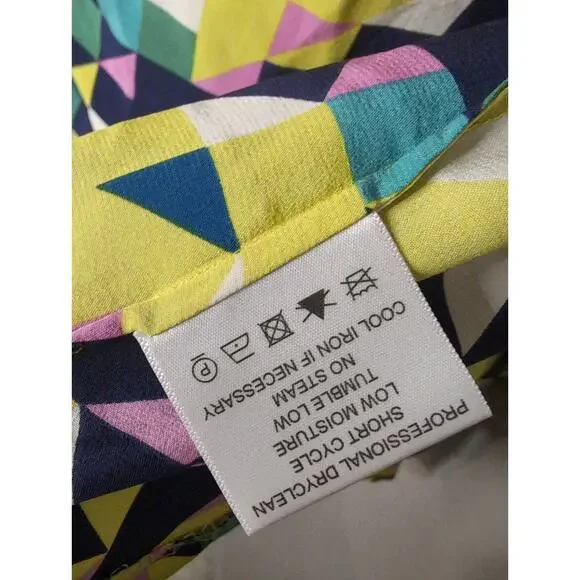 PROFESSIONAL DRYCLEAN
SHORT CYCLE
LOW MOISTURE
TUMBLE LOW
NO STEAM
COOL IRON IF NECESSARY
P